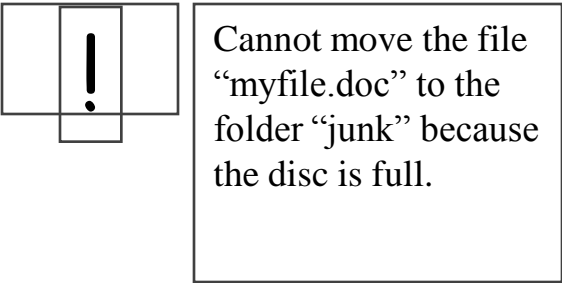 !
Cannot move the file
“myfile.doc” to the
folder “junk” because
the disc is full.